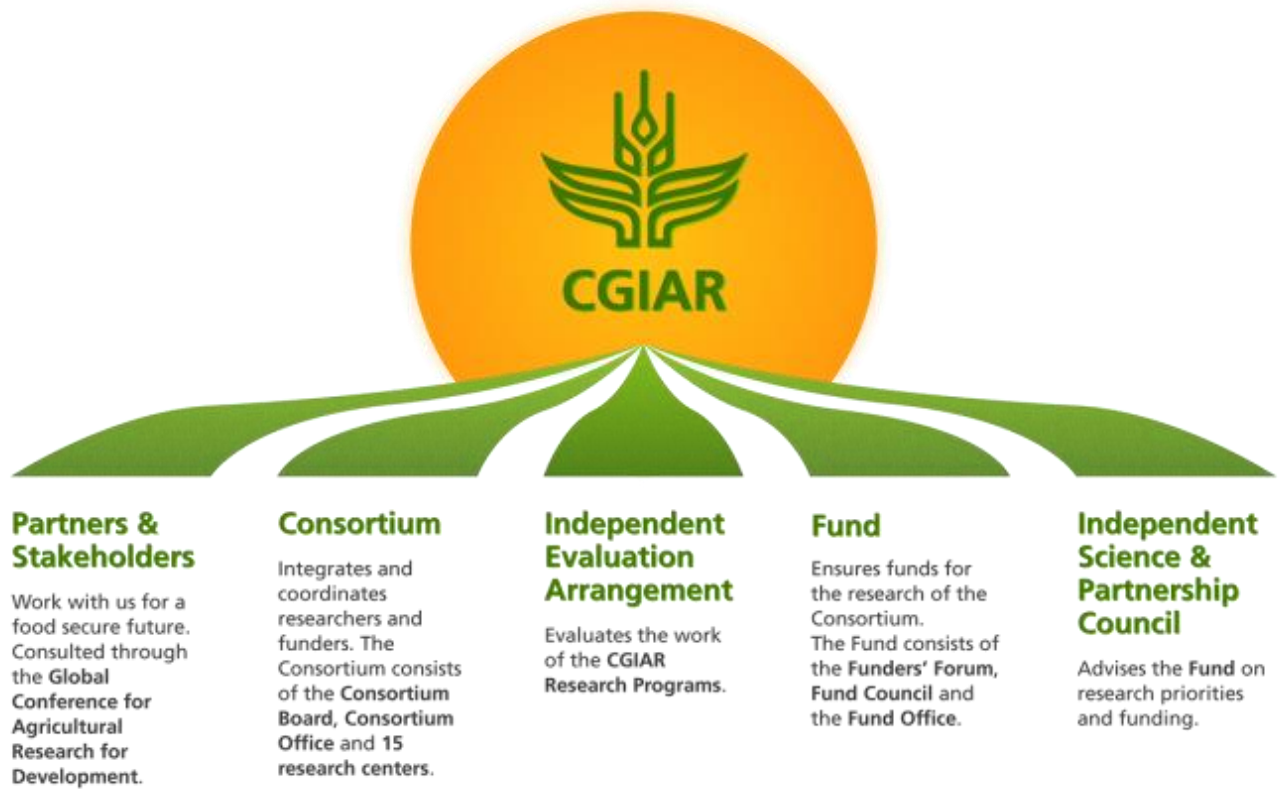 CGIAR
Partners &
Stakeholders
Work with us for a
food secure future.
Consulted through
the Global
Conference for
Agricultural
Research for
Development.
Consortium
Integrates and
coordinates
researchers and
funders. The
Consortium consists
of the Consortium
Board, Consortium
Office and 15
research centers.
Independent
Evaluation
Arrangement
Evaluates the work
of the CGIAR
Research Programs.
Fund
Ensures funds for
the research of the
Consortium.
The Fund consists of
the Funders’ Forum,
Fund Council and
the Fund Office.
Independent
Science &
Partnership
Council
Advises the Fund on
research priorities
and funding.